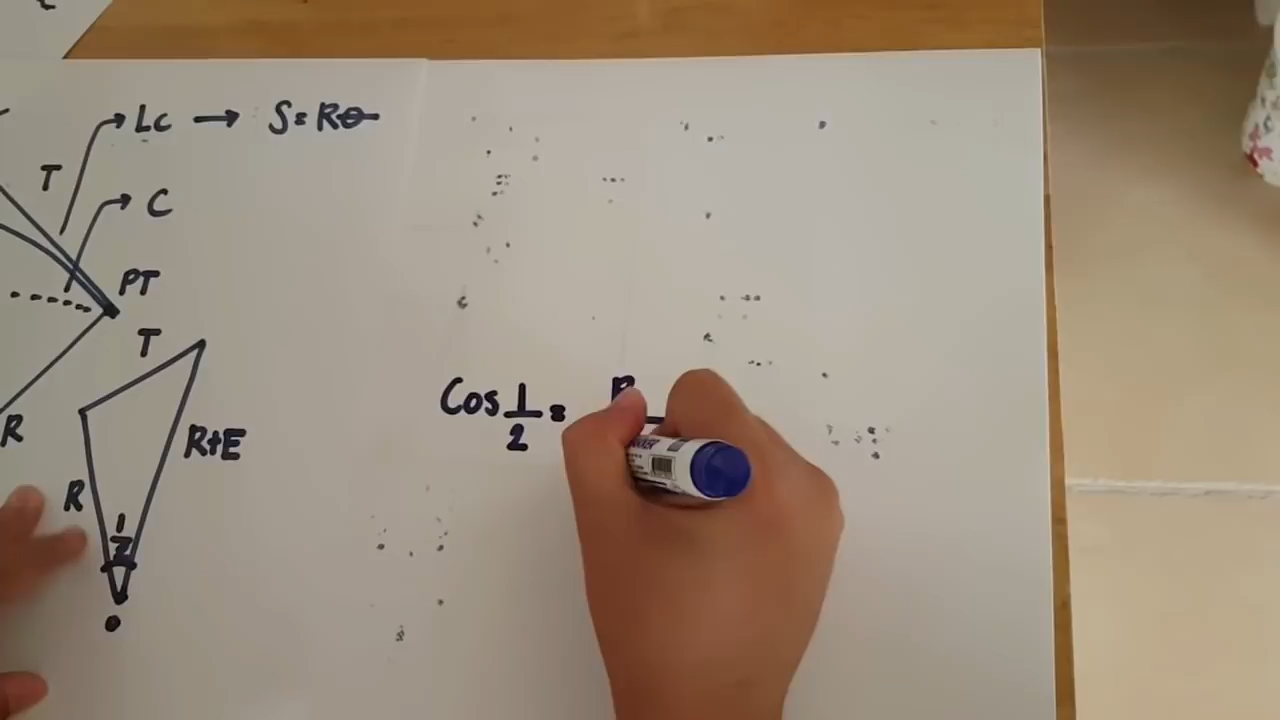 Lc → S=Rθ
T
C
PT
T
R
R+E
R
I
2
O
Cos I/2 = R